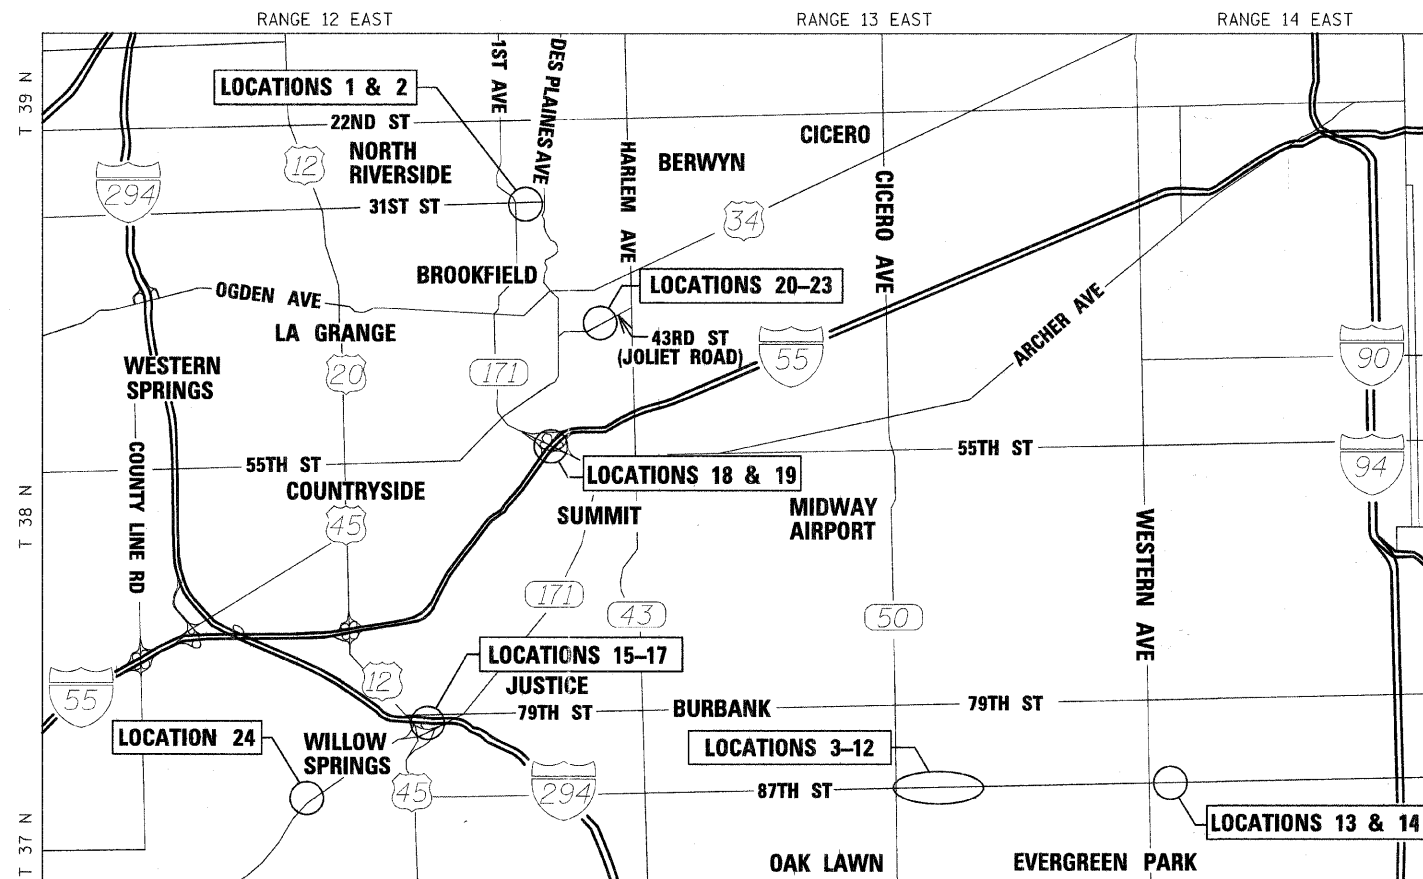 RANGE 12 EAST
RANGE 13 EAST
RANGE 14 EAST
T 39 N
T 38 N
T 37 N
1ST AVE
DES PLAINES AVE
LOCATIONS 1 & 2
22ND ST
NORTH
RIVERSIDE
12
294
31ST ST
HARLEM AVE
BERWYN
CICERO
CICERO AVE
34
BROOKFIELD
LOCATIONS 20-23
OGDEN AVE
LA GRANGE
43RD ST
(JOLIET ROAD)
55
ARCHER AVE
90
WESTERN
SPRINGS
20
171
COUNTY LINE RD
55TH ST
55TH ST
94
COUNTRYSIDE
LOCATIONS 18 & 19
45
SUMMIT
MIDWAY
AIRPORT
WESTERN AVE
171
43
50
LOCATIONS 15-17
55
12
JUSTICE
79TH ST
BURBANK
79TH ST
LOCATION 24
WILLOW
SPRINGS
LOCATIONS 3-12
45
294
87TH ST
LOCATIONS 13 & 14
OAK LAWN
EVERGREEN PARK